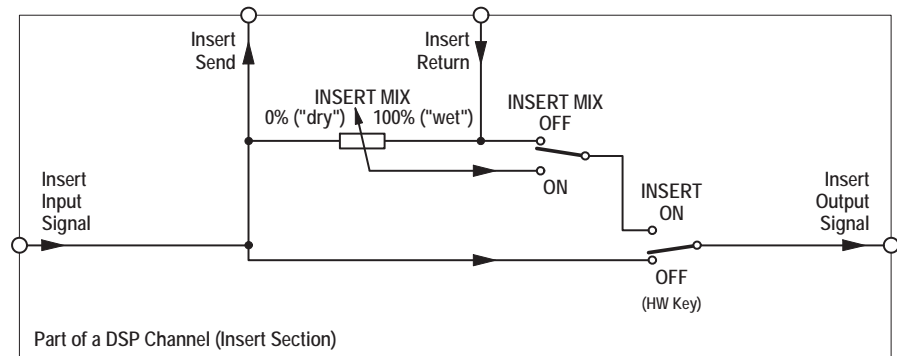 Insert
Send
Insert
Return
INSERT MIX
0% ("dry")
100% ("wet")
INSERT MIX
OFF
ON
Insert
Input
Signal
INSERT
ON
Insert
Output
Signal
OFF
(HW Key)
Part of a DSP Channel (Insert Section)